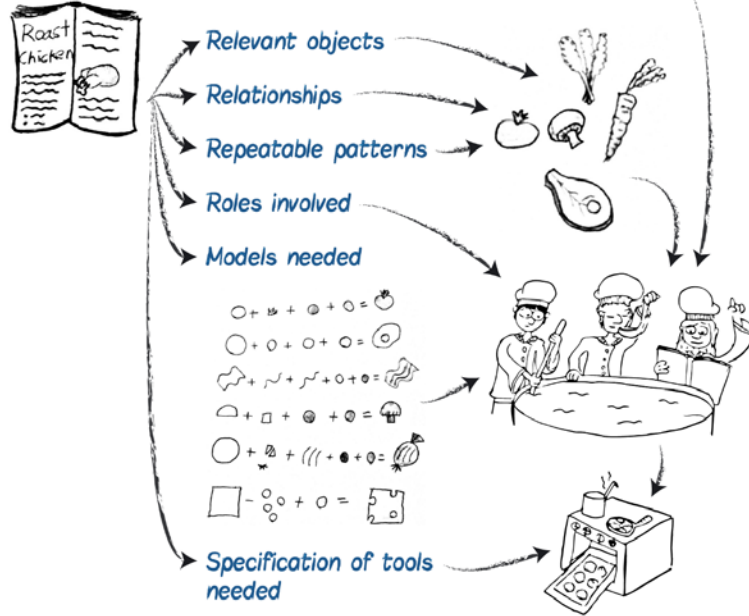 Roast
Chicken
Relevant objects
Relationships
Repeatable patterns
Roles involved
Models needed
Specification of tools
needed